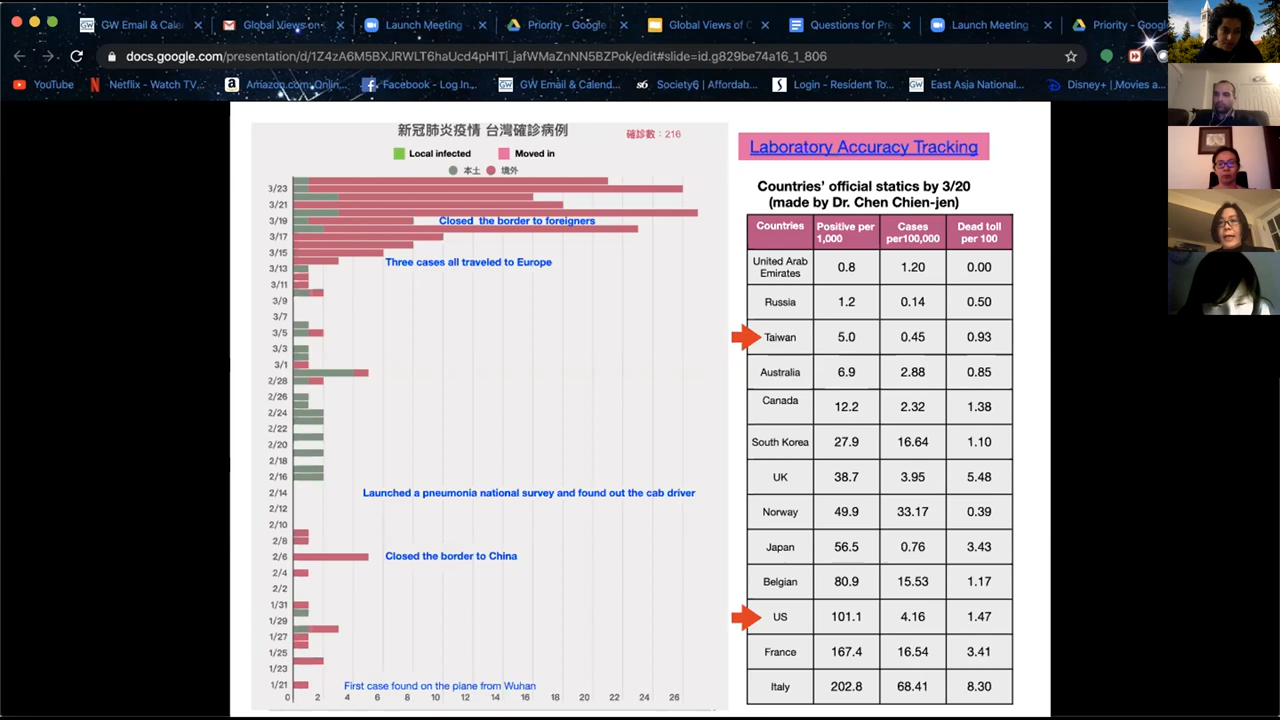 GW Email & Cale
Global Views on
Launch Meeting
Priority - Google
Global Views of C
Questions for Pre
Launch Meeting
Priority - Goog
docs.google.com/presentation/d/1Z4zA6M5BXJRWLT6haUcd4pHITi_jafWMaZnNN5BZPok/edit#slide=id.g829be74a16_1_806
YouTube
Netflix - Watch TV...
Amazon.com: Onlin...
Facebook - Log In...
GW Email & Calend...
s6 Society6 | Affordab...
Login - Resident To...
East Asia National...
Disney+ | Movies a...
新冠肺炎疫情 台灣確診病例
確診數：216
Local infected Moved in
本土 境外
3/23
3/21
3/19 Closed the border to foreigners
3/17
3/15
Three cases all traveled to Europe
3/13
3/11
3/9
3/7
3/5
3/3
3/1
2/28
2/26
2/24
2/22
2/20
2/18
2/16
2/14 Launched a pneumonia national survey and found out the cab driver
2/12
2/10
2/8
2/6 Closed the border to China
2/4
2/2
1/31
1/29
1/27
1/25
1/23
1/21 First case found on the plane from Wuhan
0 2 4 6 8 10 12 14 16 18 20 22 24 26
Laboratory Accuracy Tracking
Countries' official statics by 3/20
(made by Dr. Chen Chien-jen)
Countries Positive per 1,000 Cases per100,000 Dead toll per 100
United Arab Emirates 0.8 1.20 0.00
Russia 1.2 0.14 0.50
Taiwan 5.0 0.45 0.93
Australia 6.9 2.88 0.85
Canada 12.2 2.32 1.38
South Korea 27.9 16.64 1.10
UK 38.7 3.95 5.48
Norway 49.9 33.17 0.39
Japan 56.5 0.76 3.43
Belgian 80.9 15.53 1.17
US 101.1 4.16 1.47
France 167.4 16.54 3.41
Italy 202.8 68.41 8.30